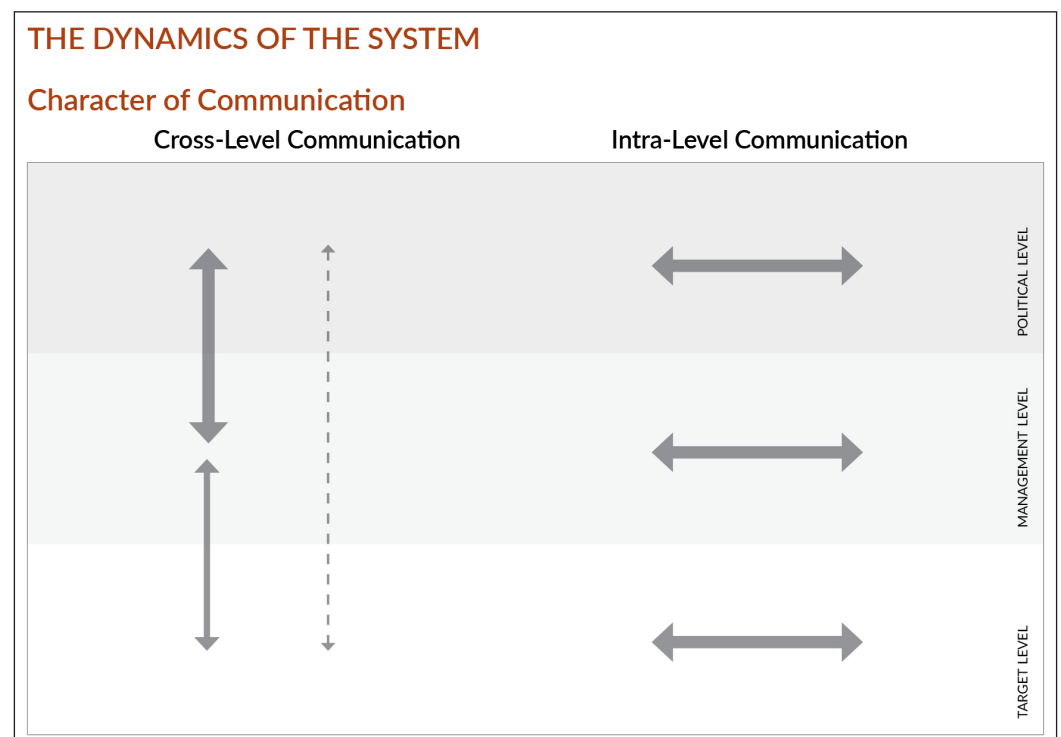 THE DYNAMICS OF THE SYSTEM
Character of Communication
Cross-Level Communication
Intra-Level Communication
POLITICAL LEVEL
MANAGEMENT LEVEL
TARGET LEVEL